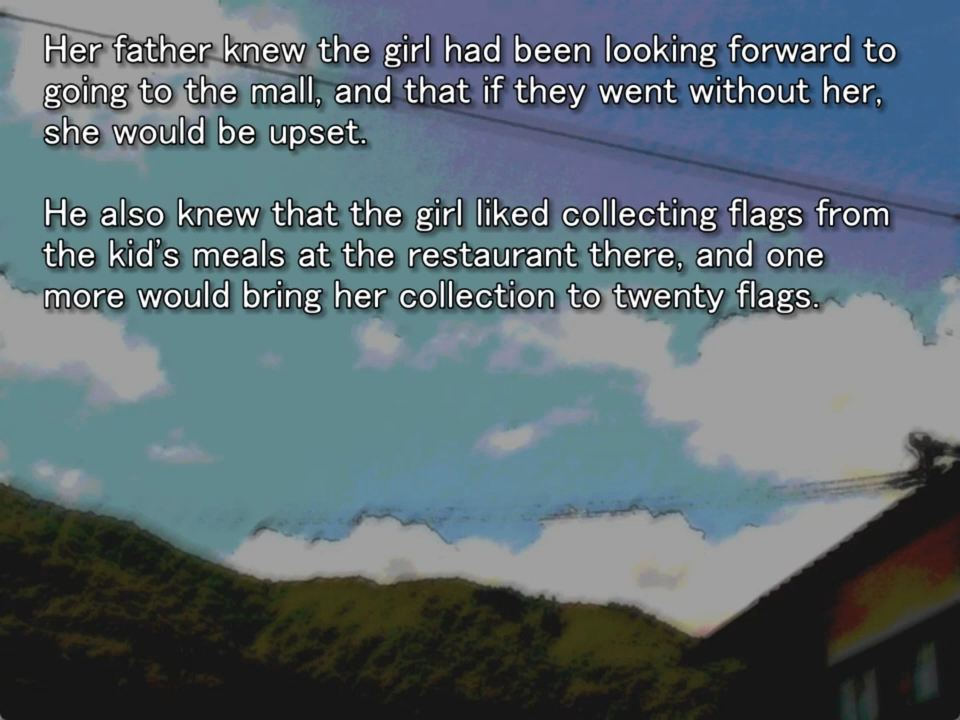 Her father knew the girl had been looking forward to
going to the mall, and that if they went without her,
she would be upset.
He also knew that the girl liked collecting flags from
the kid's meals at the restaurant there, and one
more would bring her collection to twenty flags.